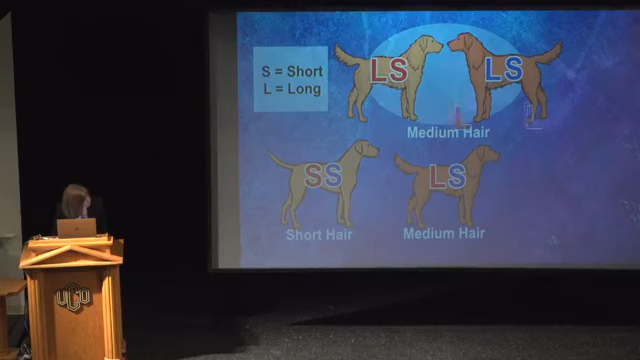 S = Short
L = Long
LS
LS
Medium Hair
SS
LS
Short Hair
Medium Hair
UCO